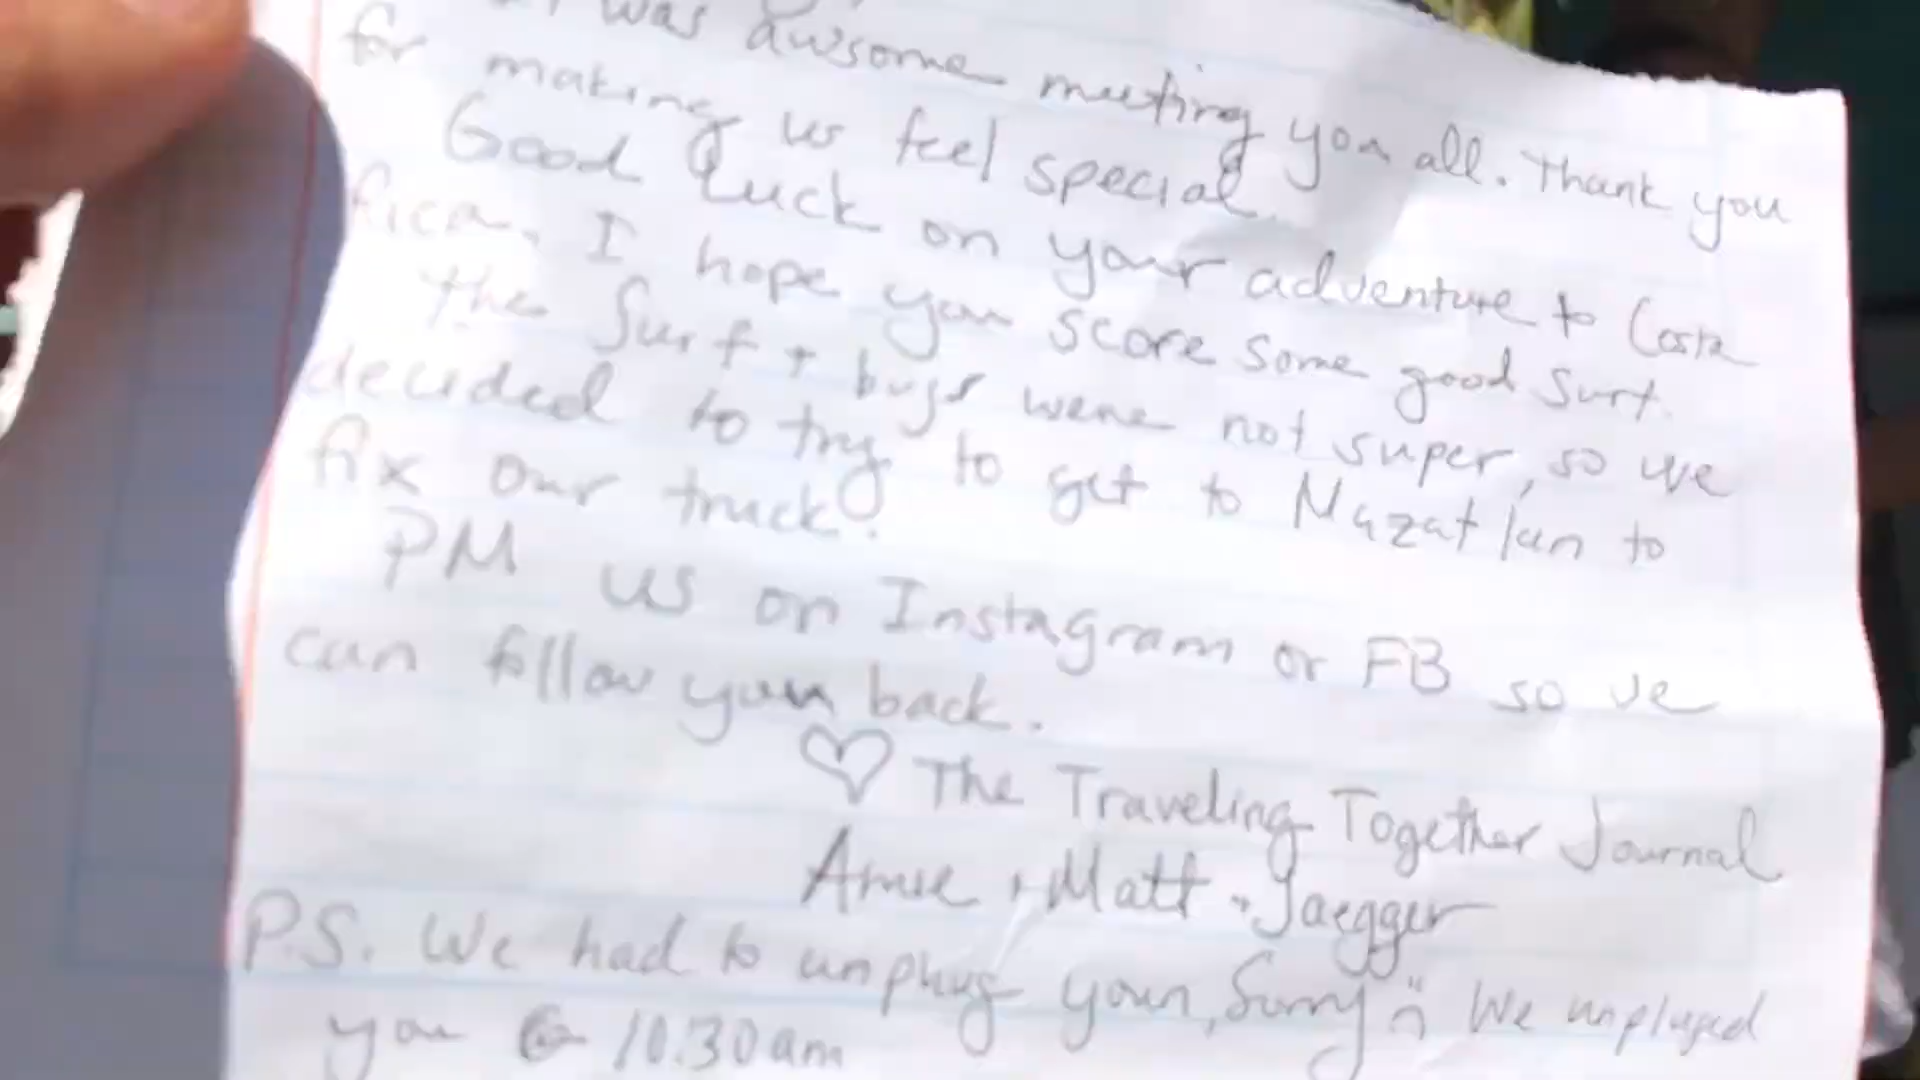 was awsome meeting you all. Thank you
for making us feel special
Good Luck on your adventure to Costa
Rica. I hope you score some good surf.
The Surf + bugs were not super, so we
decided to try to get to Mazatlan to
fix our truck.
PM us on Instagram or FB so we
can follow you back.
♡ The Traveling Together Journal
Amie + Matt + Jaegger
P.S. We had to unplug your, Sorry We unpluged
you @ 10:30am